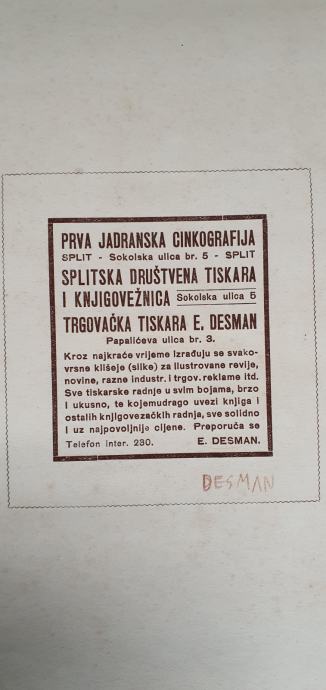 PRVA JADRANSKA CINKOGRAFIJA
SPLIT - Sokolska ulica br. 5 - SPLIT
SPLITSKA DRUŠTVENA TISKARA
I KNJIGOVEŽNICA Sokolska ulica 5
TRGOVAČKA TISKARA E. DESMAN
Papalićeva ulica br. 3.
Kroz najkraće vrijeme izrađuju se svako-
vrsne klišeje (slike) za ilustrovane revije,
novine, razne industr. i trgov. reklame itd.
Sve tiskarske radnje u svim bojama, brzo
i ukusno, te kojemudrago uvezi knjiga i
ostalih knjigovezačkih radnja, sve solidno
i uz najpovoljnije cijene. Preporuča se
Telefon inter. 230. E. DESMAN.
DESMAN